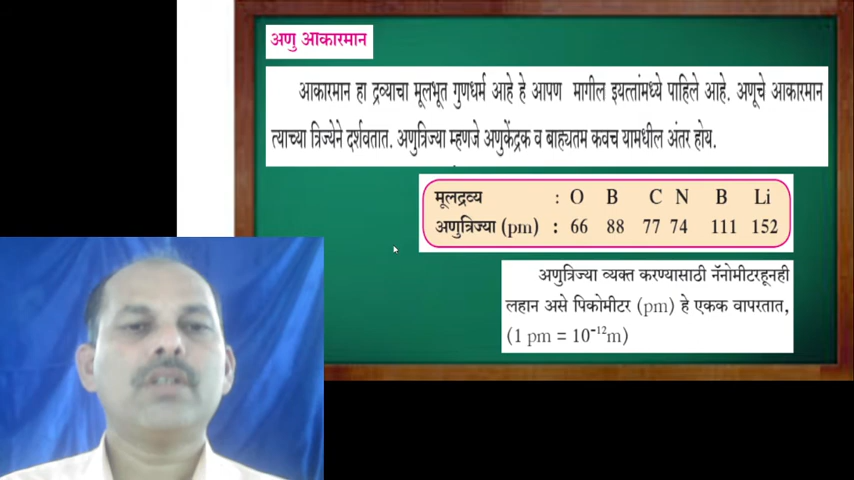 अणु आकारमान
आकारमान हा द्रव्याचा मूलभूत गुणधर्म आहे हे आपण मागील इयत्तांमध्ये पाहिले आहे. अणूचे आकारमान
त्याच्या त्रिज्येने दर्शवतात. अणुत्रिज्या म्हणजे अणुकेंद्रक व बाह्यतम कवच यामधील अंतर होय.
मूलद्रव्य : O B C N B Li
अणुत्रिज्या (pm) : 66 88 77 74 111 152
अणुत्रिज्या व्यक्त करण्यासाठी नॅनोमीटरहूनही
लहान असे पिकोमीटर (pm) हे एकक वापरतात,
(1 pm = 10⁻¹²m)